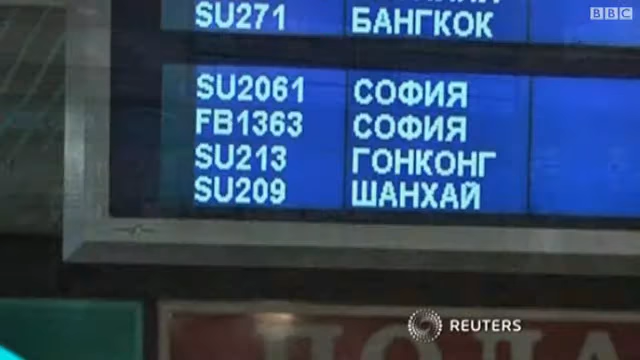 BBC
SU271 БАНГКОК
SU2061 СОФИЯ
FB1363 СОФИЯ
SU213 ГОНКОНГ
SU209 ШАНХАЙ
REUTERS